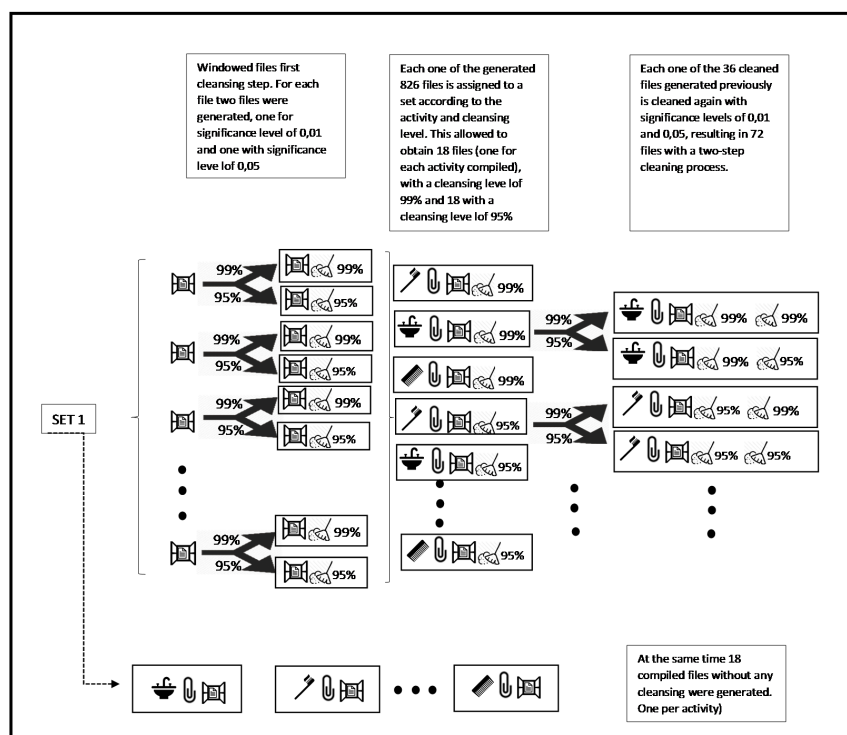 Windowed files first
cleansing step. For each
file two files were
generated, one for
significance level of 0,01
and one with significance
leve lof 0,05
Each one of the generated
826 files is assigned to a
set according to the
activity and cleansing
level. This allowed to
obtain 18 files (one for
each activity compiled),
with a cleansing leve lof
99% and 18 with a
cleansing leve lof 95%
Each one of the 36 cleaned
files generated previously
is cleaned again with
significance levels of 0,01
and 0,05, resulting in 72
files with a two-step
cleaning process.
SET 1
99%
95%
99%
95%
99%
95%
99%
95%
99%
95%
99%
95%
99%
95%
99%
95%
99%
99%
99%
95%
95%
95%
99%
95%
99%
95%
99% 99%
99% 95%
95% 99%
95% 95%
At the same time 18
compiled files without any
cleansing were generated.
One per activity)